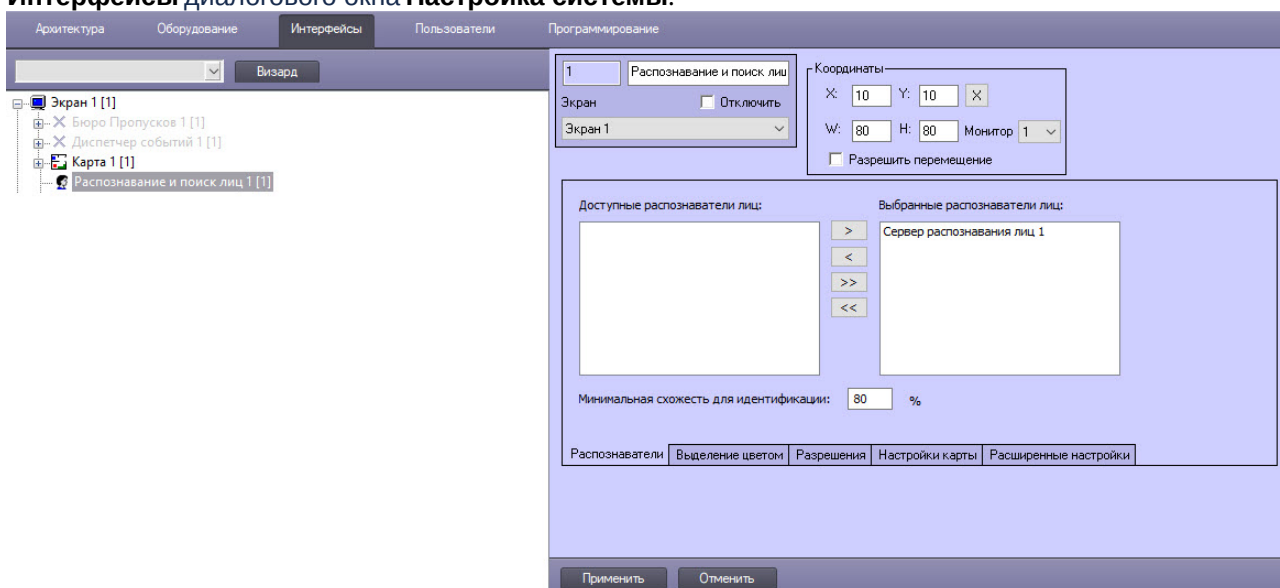 Интерфейсы диалогового окна Настройка системы.
Архитектура Оборудование Интерфейсы Пользователи Программирование
Визард
Экран 1 [1]
Бюро Пропусков 1 [1]
Диспетчер событий 1 [1]
Карта 1 [1]
Распознавание и поиск лиц 1 [1]
1 Распознавание и поиск лиц
Экран Отключить
Экран 1
Координаты
X: 10 Y: 10 X
W: 80 H: 80 Монитор 1
Разрешить перемещение
Доступные распознаватели лиц: Выбранные распознаватели лиц:
Сервер распознавания лиц 1
>
<
>>
<<
Минимальная схожесть для идентификации: 80 %
Распознаватели Выделение цветом Разрешения Настройки карты Расширенные настройки
Применить Отменить